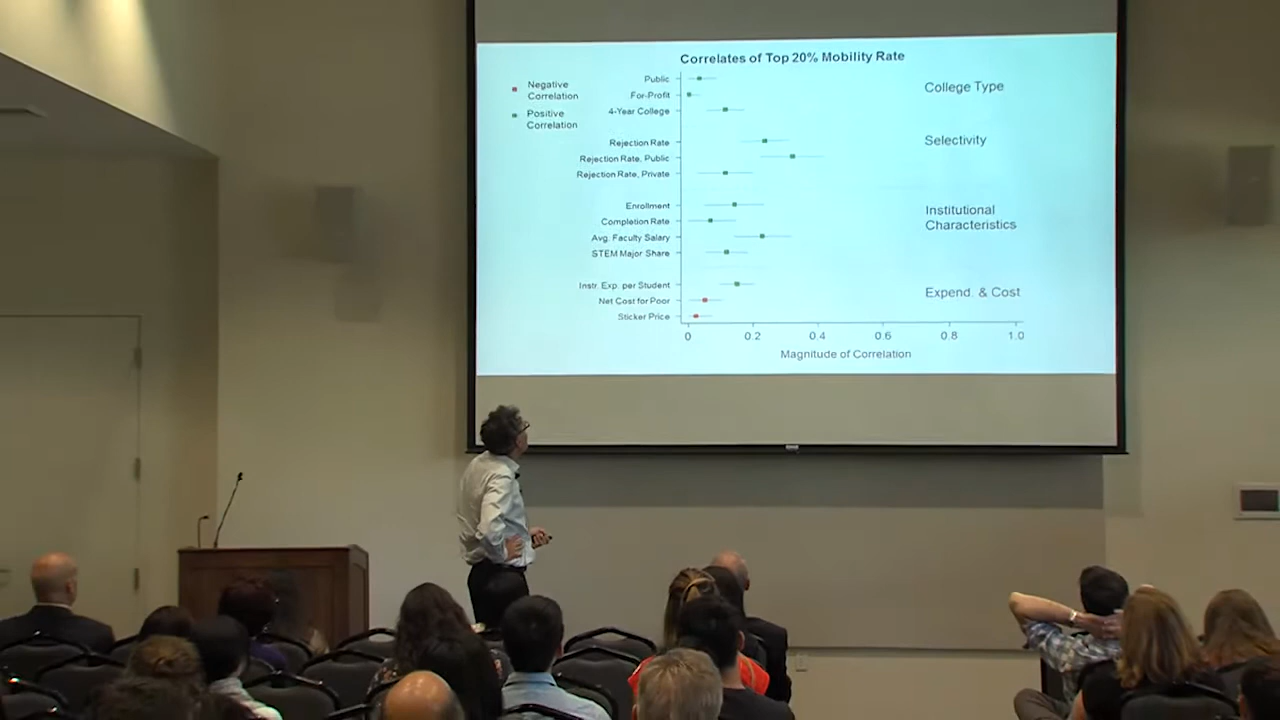 Correlates of Top 20% Mobility Rate
Negative
Correlation
Positive
Correlation
Public
For-Profit
4-Year College
College Type
Rejection Rate
Rejection Rate, Public
Rejection Rate, Private
Selectivity
Enrollment
Completion Rate
Avg. Faculty Salary
STEM Major Share
Institutional
Characteristics
Instr. Exp. per Student
Net Cost for Poor
Sticker Price
Expend. & Cost
0 0.2 0.4 0.6 0.8 1.0
Magnitude of Correlation